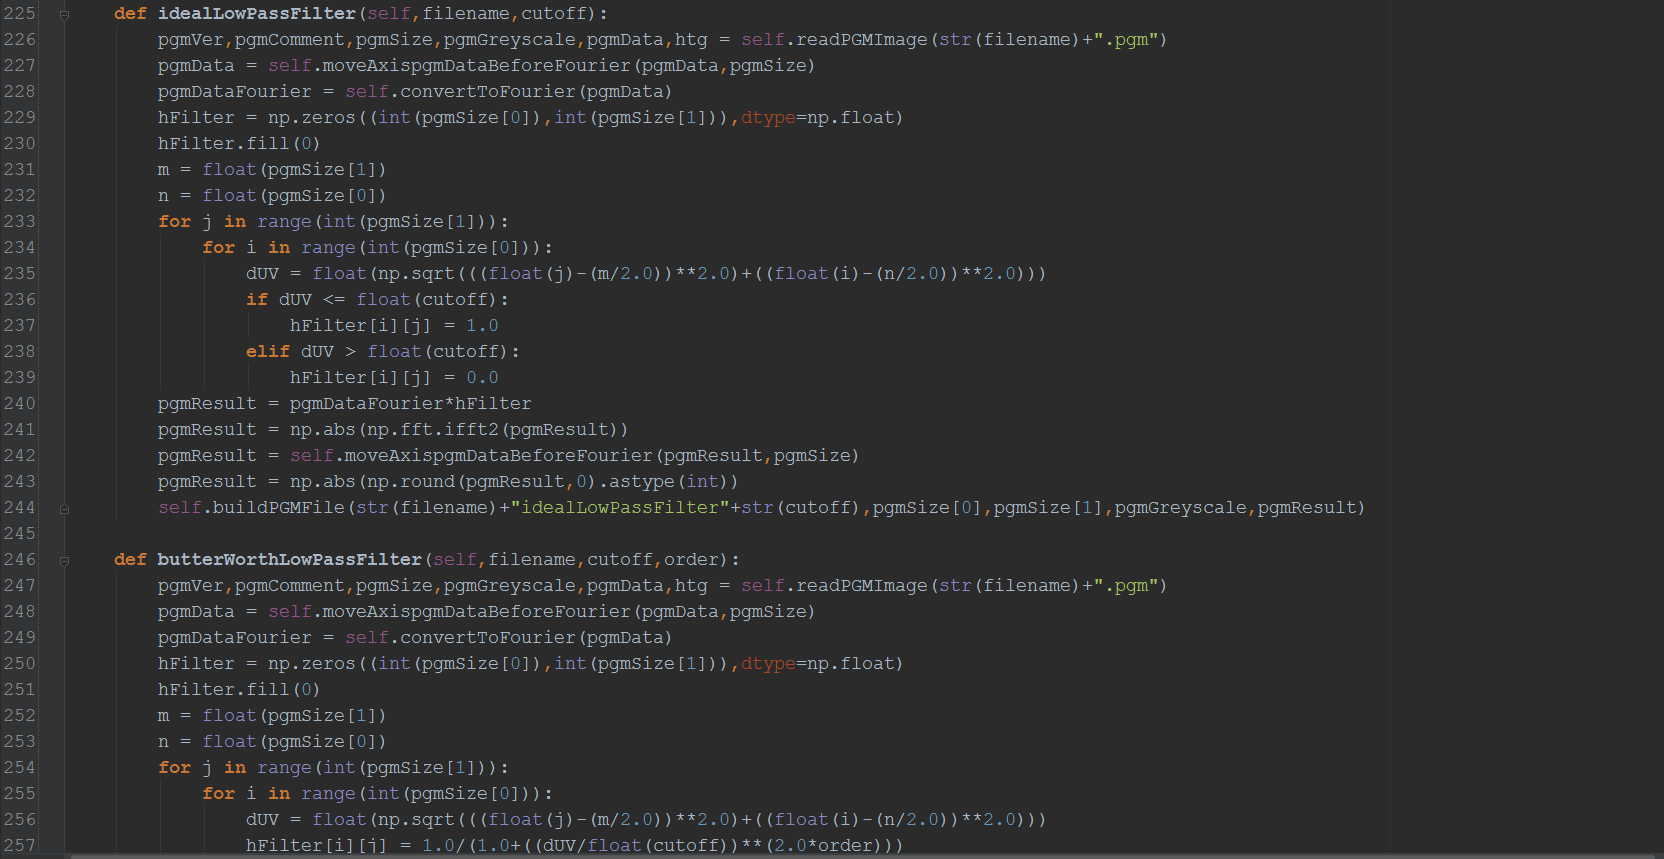 225 def idealLowPassFilter(self,filename,cutoff):
226 pgmVer,pgmComment,pgmSize,pgmGreyscale,pgmData,htg = self.readPGMImage(str(filename)+".pgm")
227 pgmData = self.moveAxispgmDataBeforeFourier(pgmData,pgmSize)
228 pgmDataFourier = self.convertToFourier(pgmData)
229 hFilter = np.zeros((int(pgmSize[0]),int(pgmSize[1])),dtype=np.float)
230 hFilter.fill(0)
231 m = float(pgmSize[1])
232 n = float(pgmSize[0])
233 for j in range(int(pgmSize[1])):
234 for i in range(int(pgmSize[0])):
235 dUV = float(np.sqrt(((float(j)-(m/2.0))**2.0)+((float(i)-(n/2.0))**2.0)))
236 if dUV <= float(cutoff):
237 hFilter[i][j] = 1.0
238 elif dUV > float(cutoff):
239 hFilter[i][j] = 0.0
240 pgmResult = pgmDataFourier*hFilter
241 pgmResult = np.abs(np.fft.ifft2(pgmResult))
242 pgmResult = self.moveAxispgmDataBeforeFourier(pgmResult,pgmSize)
243 pgmResult = np.abs(np.round(pgmResult,0).astype(int))
244 self.buildPGMFile(str(filename)+"idealLowPassFilter"+str(cutoff),pgmSize[0],pgmSize[1],pgmGreyscale,pgmResult)
245
246 def butterWorthLowPassFilter(self,filename,cutoff,order):
247 pgmVer,pgmComment,pgmSize,pgmGreyscale,pgmData,htg = self.readPGMImage(str(filename)+".pgm")
248 pgmData = self.moveAxispgmDataBeforeFourier(pgmData,pgmSize)
249 pgmDataFourier = self.convertToFourier(pgmData)
250 hFilter = np.zeros((int(pgmSize[0]),int(pgmSize[1])),dtype=np.float)
251 hFilter.fill(0)
252 m = float(pgmSize[1])
253 n = float(pgmSize[0])
254 for j in range(int(pgmSize[1])):
255 for i in range(int(pgmSize[0])):
256 dUV = float(np.sqrt(((float(j)-(m/2.0))**2.0)+((float(i)-(n/2.0))**2.0)))
257 hFilter[i][j] = 1.0/(1.0+((dUV/float(cutoff))**(2.0*order)))